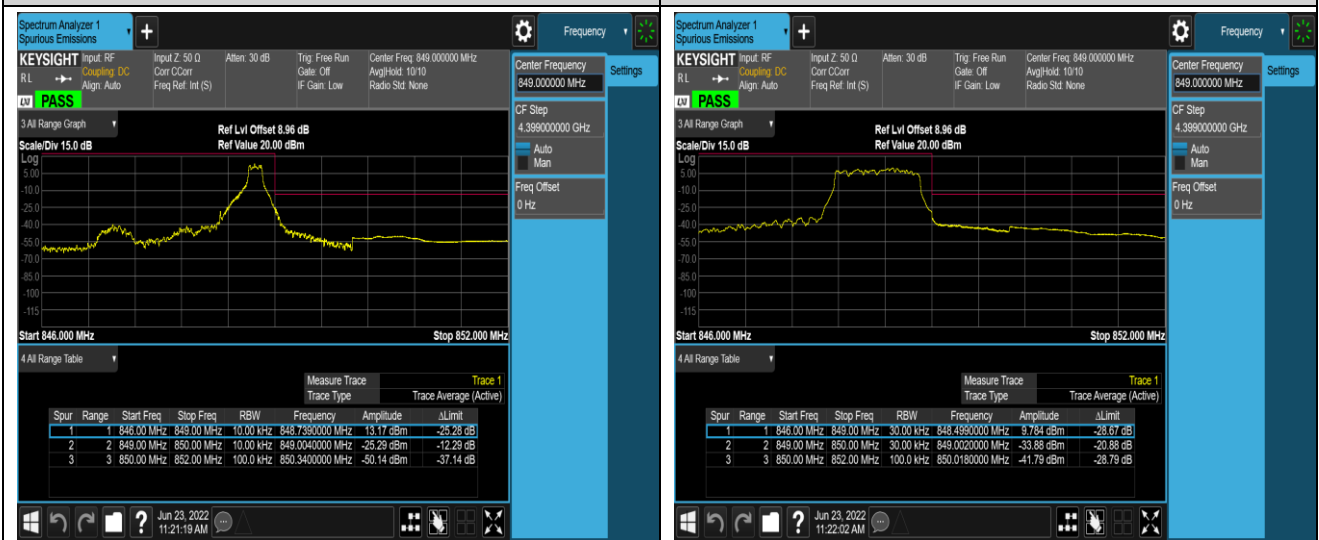 Spectrum Analyzer 1
Spurious Emissions
+
Frequency
KEYSIGHT Input: RF Input Z: 50 Ω Atten: 30 dB Trig: Free Run Center Freq: 849.000000 MHz
RL Coupling: DC Corr CCorr Gate: Off Avg|Hold: 10/10
Align: Auto Freq Ref: Int (S) IF Gain: Low Radio Std: None
LXI PASS
Center Frequency
849.000000 MHz
Settings
CF Step
4.399000000 GHz
Auto
Man
Freq Offset
0 Hz
3 All Range Graph
Ref Lvl Offset 8.96 dB
Scale/Div 15.0 dB Ref Value 20.00 dBm
Log
5.00
-10.0
-25.0
-40.0
-55.0
-70.0
-85.0
-100
-115
Start 846.000 MHz Stop 852.000 MHz
4 All Range Table
Measure Trace Trace 1
Trace Type Trace Average (Active)
Spur Range Start Freq Stop Freq RBW Frequency Amplitude ΔLimit
1 1 846.00 MHz 849.00 MHz 10.00 kHz 848.7390000 MHz 13.17 dBm -25.28 dB
2 2 849.00 MHz 850.00 MHz 10.00 kHz 849.0040000 MHz -25.29 dBm -12.29 dB
3 3 850.00 MHz 852.00 MHz 100.0 kHz 850.3400000 MHz -50.14 dBm -37.14 dB
? Jun 23, 2022
11:21:19 AM
Spectrum Analyzer 1
Spurious Emissions
+
Frequency
KEYSIGHT Input: RF Input Z: 50 Ω Atten: 30 dB Trig: Free Run Center Freq: 849.000000 MHz
RL Coupling: DC Corr CCorr Gate: Off Avg|Hold: 10/10
Align: Auto Freq Ref: Int (S) IF Gain: Low Radio Std: None
LXI PASS
Center Frequency
849.000000 MHz
Settings
CF Step
4.399000000 GHz
Auto
Man
Freq Offset
0 Hz
3 All Range Graph
Ref Lvl Offset 8.96 dB
Scale/Div 15.0 dB Ref Value 20.00 dBm
Log
5.00
-10.0
-25.0
-40.0
-55.0
-70.0
-85.0
-100
-115
Start 846.000 MHz Stop 852.000 MHz
4 All Range Table
Measure Trace Trace 1
Trace Type Trace Average (Active)
Spur Range Start Freq Stop Freq RBW Frequency Amplitude ΔLimit
1 1 846.00 MHz 849.00 MHz 30.00 kHz 848.4990000 MHz 9.784 dBm -28.67 dB
2 2 849.00 MHz 850.00 MHz 30.00 kHz 849.0020000 MHz -33.88 dBm -20.88 dB
3 3 850.00 MHz 852.00 MHz 100.0 kHz 850.0180000 MHz -41.79 dBm -28.79 dB
? Jun 23, 2022
11:22:02 AM